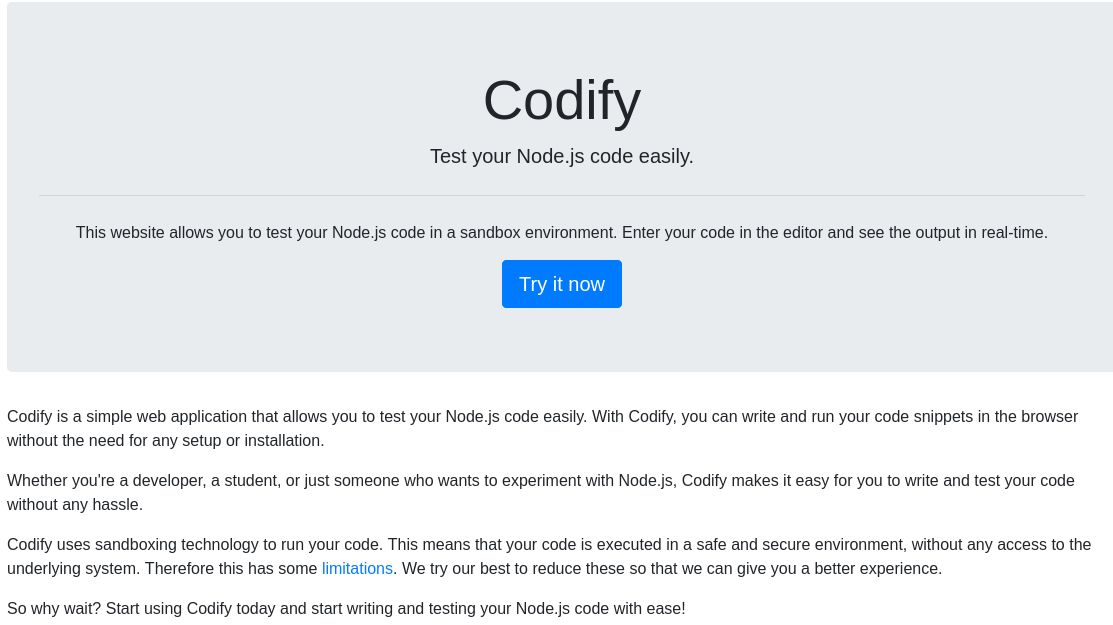 Codify
Test your Node.js code easily.
This website allows you to test your Node.js code in a sandbox environment. Enter your code in the editor and see the output in real-time.
Try it now
Codify is a simple web application that allows you to test your Node.js code easily. With Codify, you can write and run your code snippets in the browser
without the need for any setup or installation.
Whether you're a developer, a student, or just someone who wants to experiment with Node.js, Codify makes it easy for you to write and test your code
without any hassle.
Codify uses sandboxing technology to run your code. This means that your code is executed in a safe and secure environment, without any access to the
underlying system. Therefore this has some limitations. We try our best to reduce these so that we can give you a better experience.
So why wait? Start using Codify today and start writing and testing your Node.js code with ease!